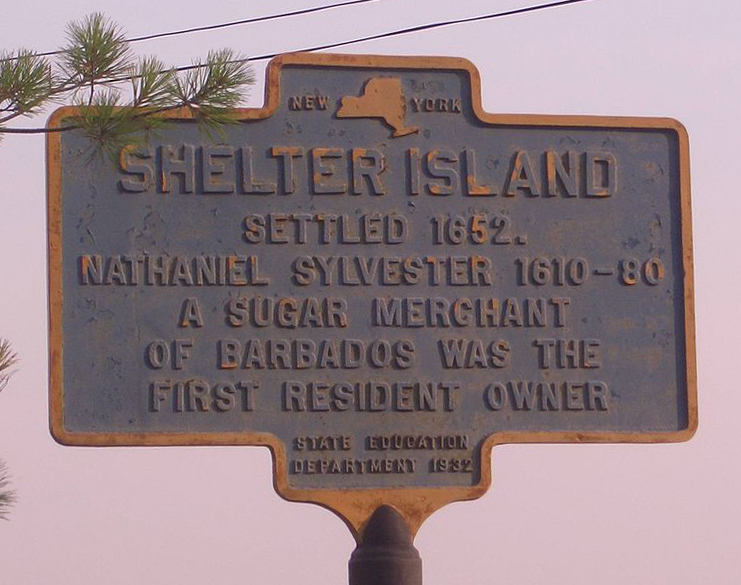 NEW YORK
SHELTER ISLAND
SETTLED 1652.
NATHANIEL SYLVESTER 1610-80
A SUGAR MERCHANT
OF BARBADOS WAS THE
FIRST RESIDENT OWNER
STATE EDUCATION
DEPARTMENT 1932